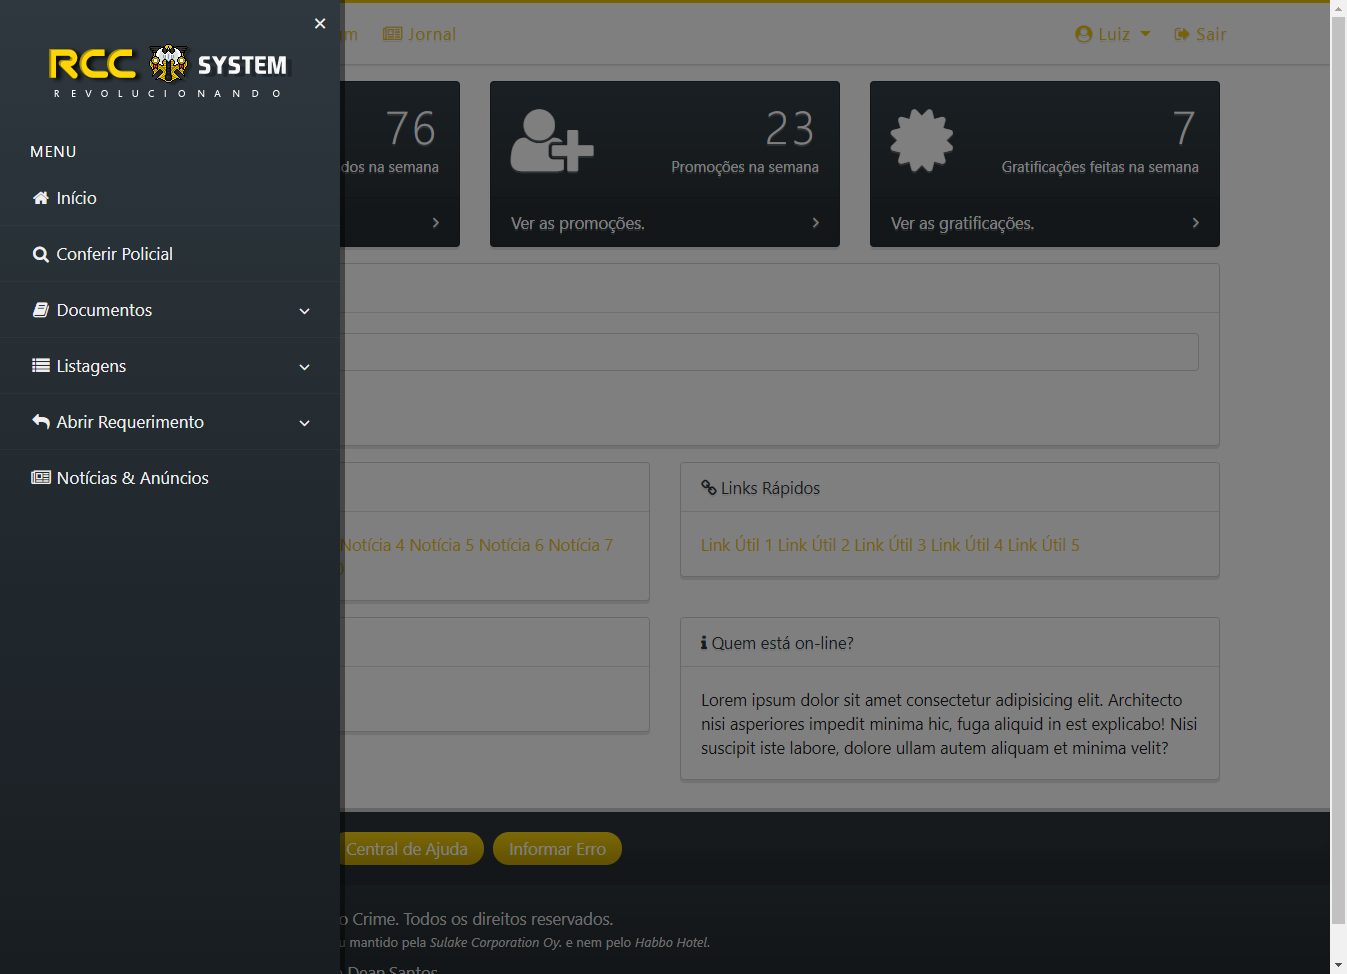 ×
RCC SYSTEM
REVOLUCIONANDO
MENU
Início
Conferir Policial
Documentos
Listagens
Abrir Requerimento
Notícias & Anúncios
Jornal
Luiz
Sair
76
na semana
23
Promoções na semana
Ver as promoções.
7
Gratificações feitas na semana
Ver as gratificações.
Notícia 4 Notícia 5 Notícia 6 Notícia 7
Links Rápidos
Link Útil 1 Link Útil 2 Link Útil 3 Link Útil 4 Link Útil 5
Quem está on-line?
Lorem ipsum dolor sit amet consectetur adipisicing elit. Architecto
nisi asperiores impedit minima hic, fuga aliquid in est explicabo! Nisi
suscipit iste labore, dolore ullam autem aliquam et minima velit?
Central de Ajuda
Informar Erro
o Crime. Todos os direitos reservados.
mantido pela Sulake Corporation Oy. e nem pelo Habbo Hotel.
Dean Santos